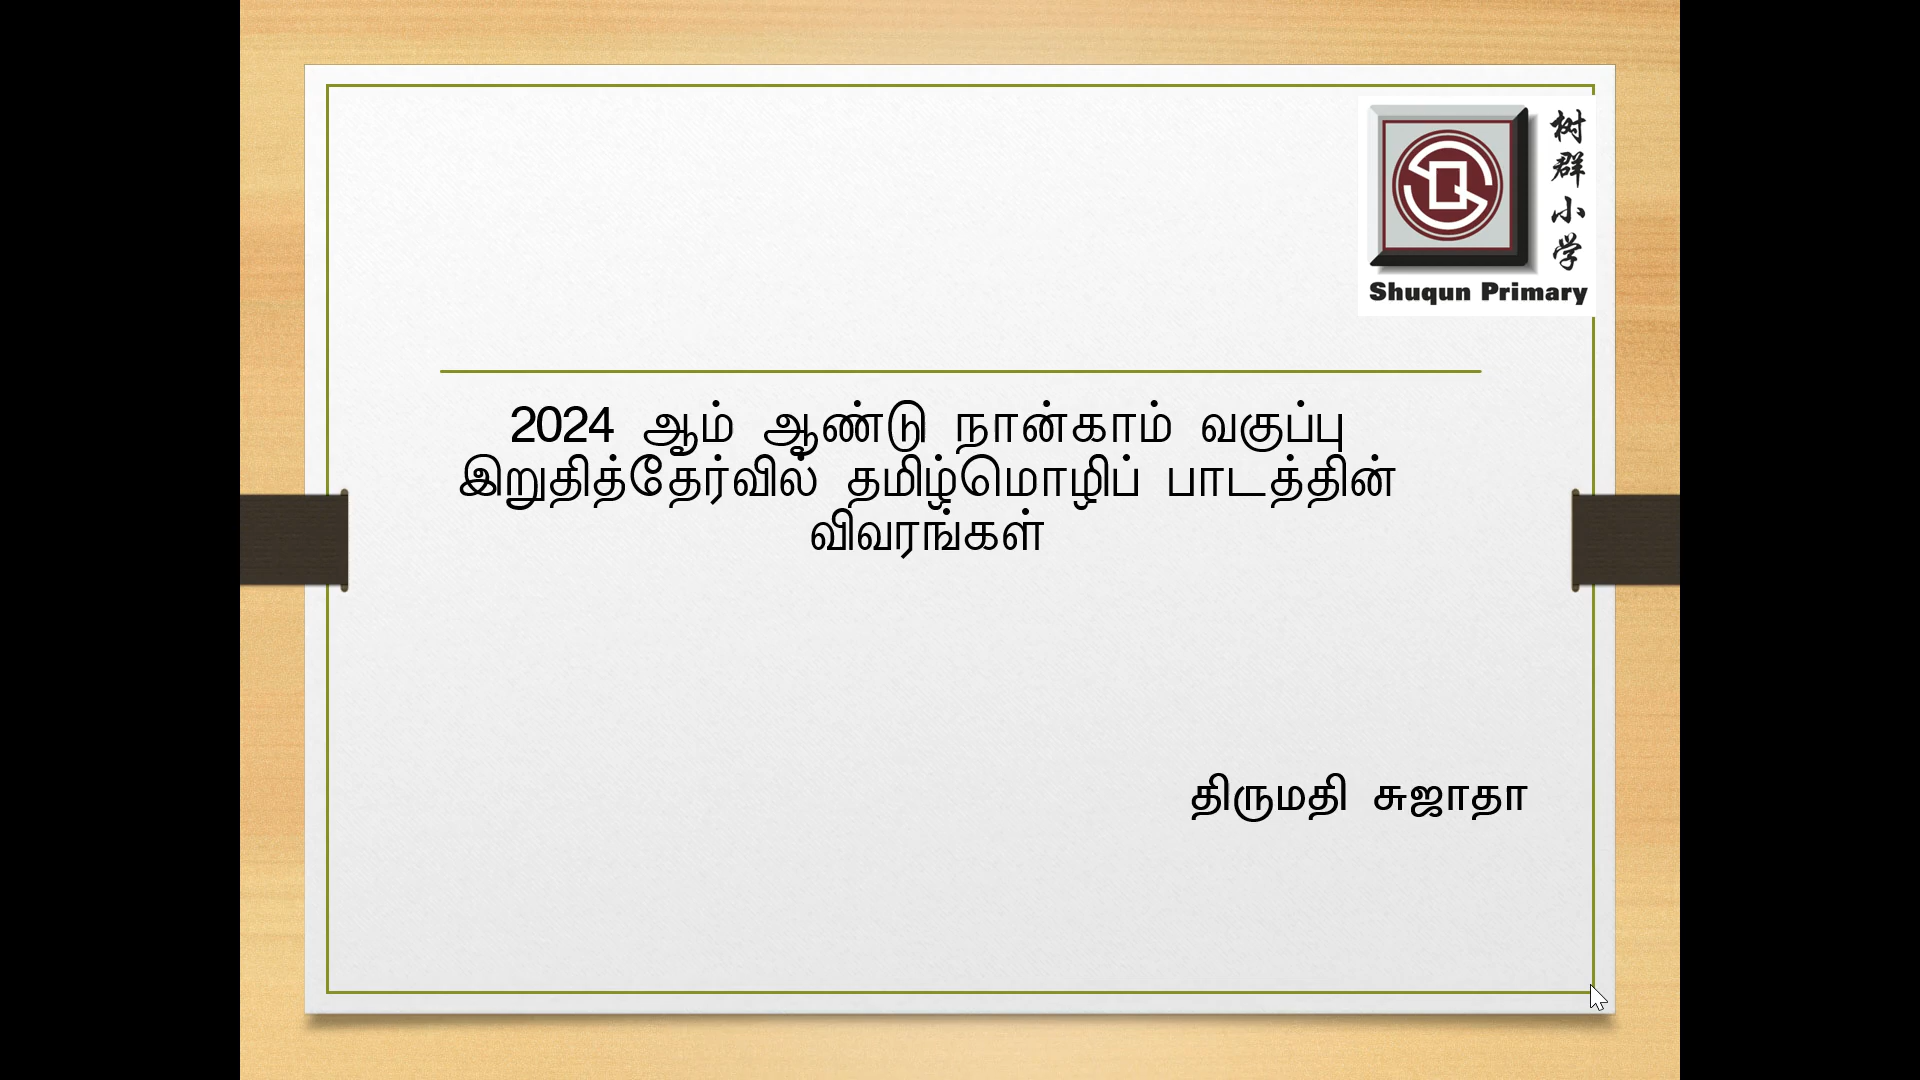 树群小学
Shuqun Primary
2024 ஆம் ஆண்டு நான்காம் வகுப்பு
இறுதித்தேர்வில் தமிழ்மொழிப் பாடத்தின்
விவரங்கள்
திருமதி சுஜாதா